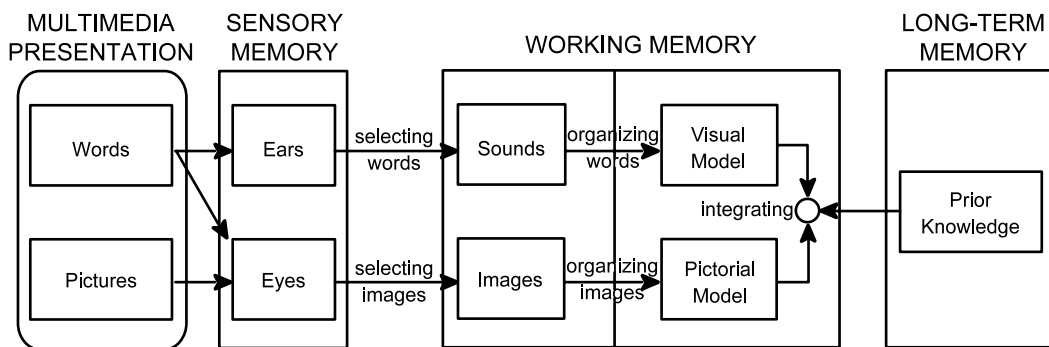 MULTIMEDIA
PRESENTATION
SENSORY
MEMORY
WORKING MEMORY
LONG-TERM
MEMORY
Words
Ears
selecting
words
Sounds
organizing
words
Visual
Model
integrating
Prior
Knowledge
Pictures
Eyes
selecting
images
Images
organizing
images
Pictorial
Model